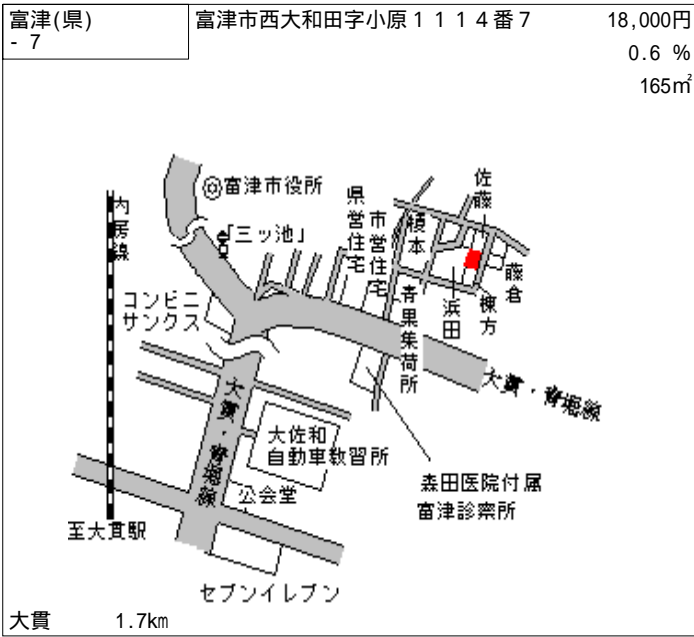 富津(県)
- 7
富津市西大和田字小原１１１４番７
18,000円
0.6 %
165㎡
内房線
富津市役所
「三ッ池」
県営住宅
市営住宅
榎本
佐藤
藤倉
棟方
浜田
青果集荷所
コンビニ
サンクス
大貫・青堀線
大貫・青堀線
大佐和
自動車教習所
公会堂
森田医院付属
富津診察所
至大貫駅
セブンイレブン
大貫
1.7km